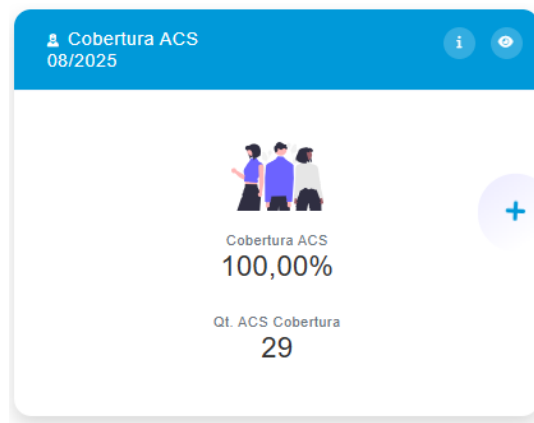 Cobertura ACS
08/2025
i
+
Cobertura ACS
100,00%
Qt. ACS Cobertura
29